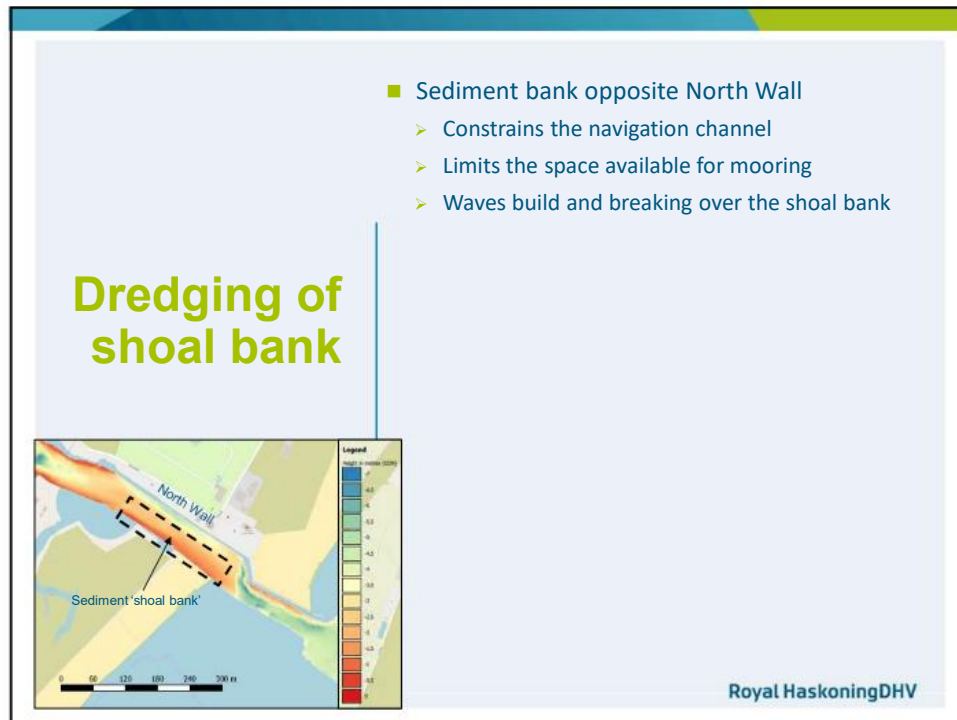 Sediment bank opposite North Wall
Constrains the navigation channel
Limits the space available for mooring
Waves build and breaking over the shoal bank
Dredging of
shoal bank
Legend
North Wall
Sediment ‘shoal bank’
0 60 120 180 240 300 m
Royal HaskoningDHV